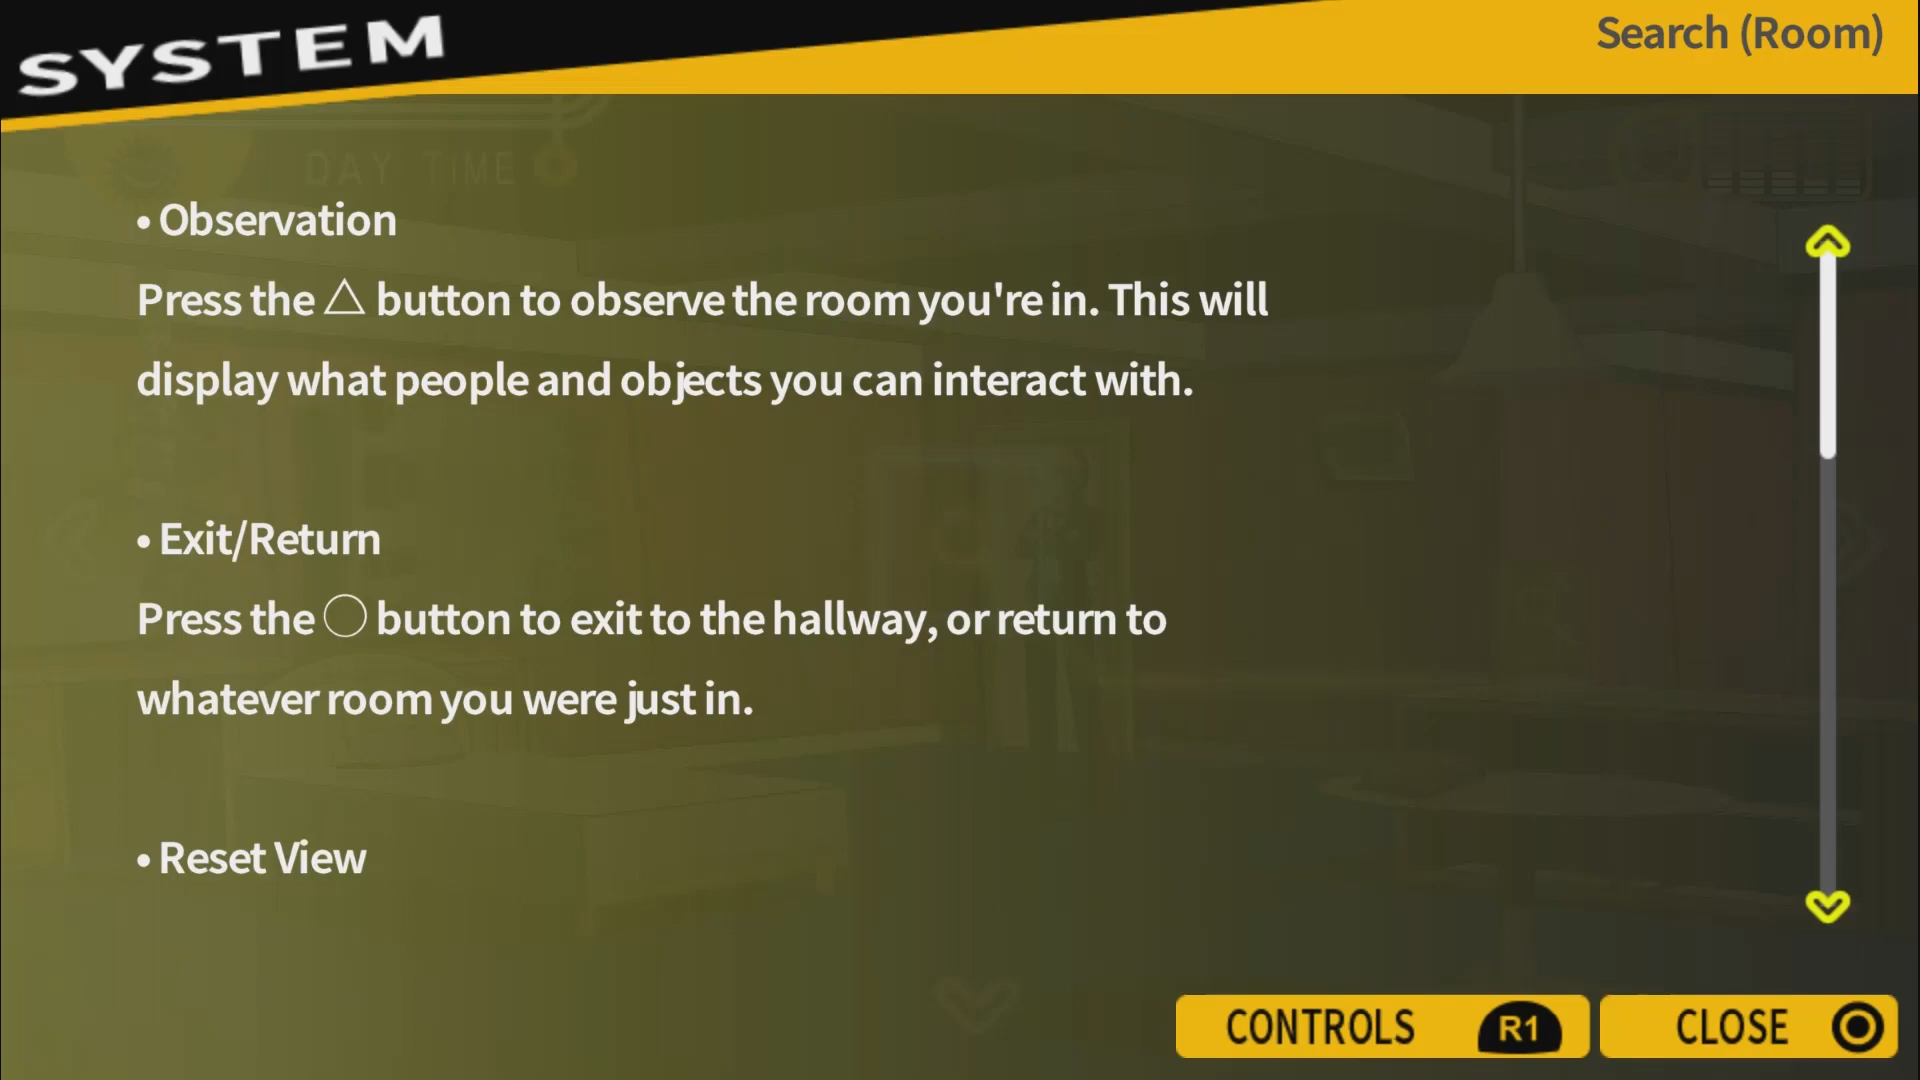 SYSTEM
Search (Room)
DAY TIME
• Observation
Press the △ button to observe the room you're in. This will
display what people and objects you can interact with.
• Exit/Return
Press the ◯ button to exit to the hallway, or return to
whatever room you were just in.
• Reset View
CONTROLS R1
CLOSE